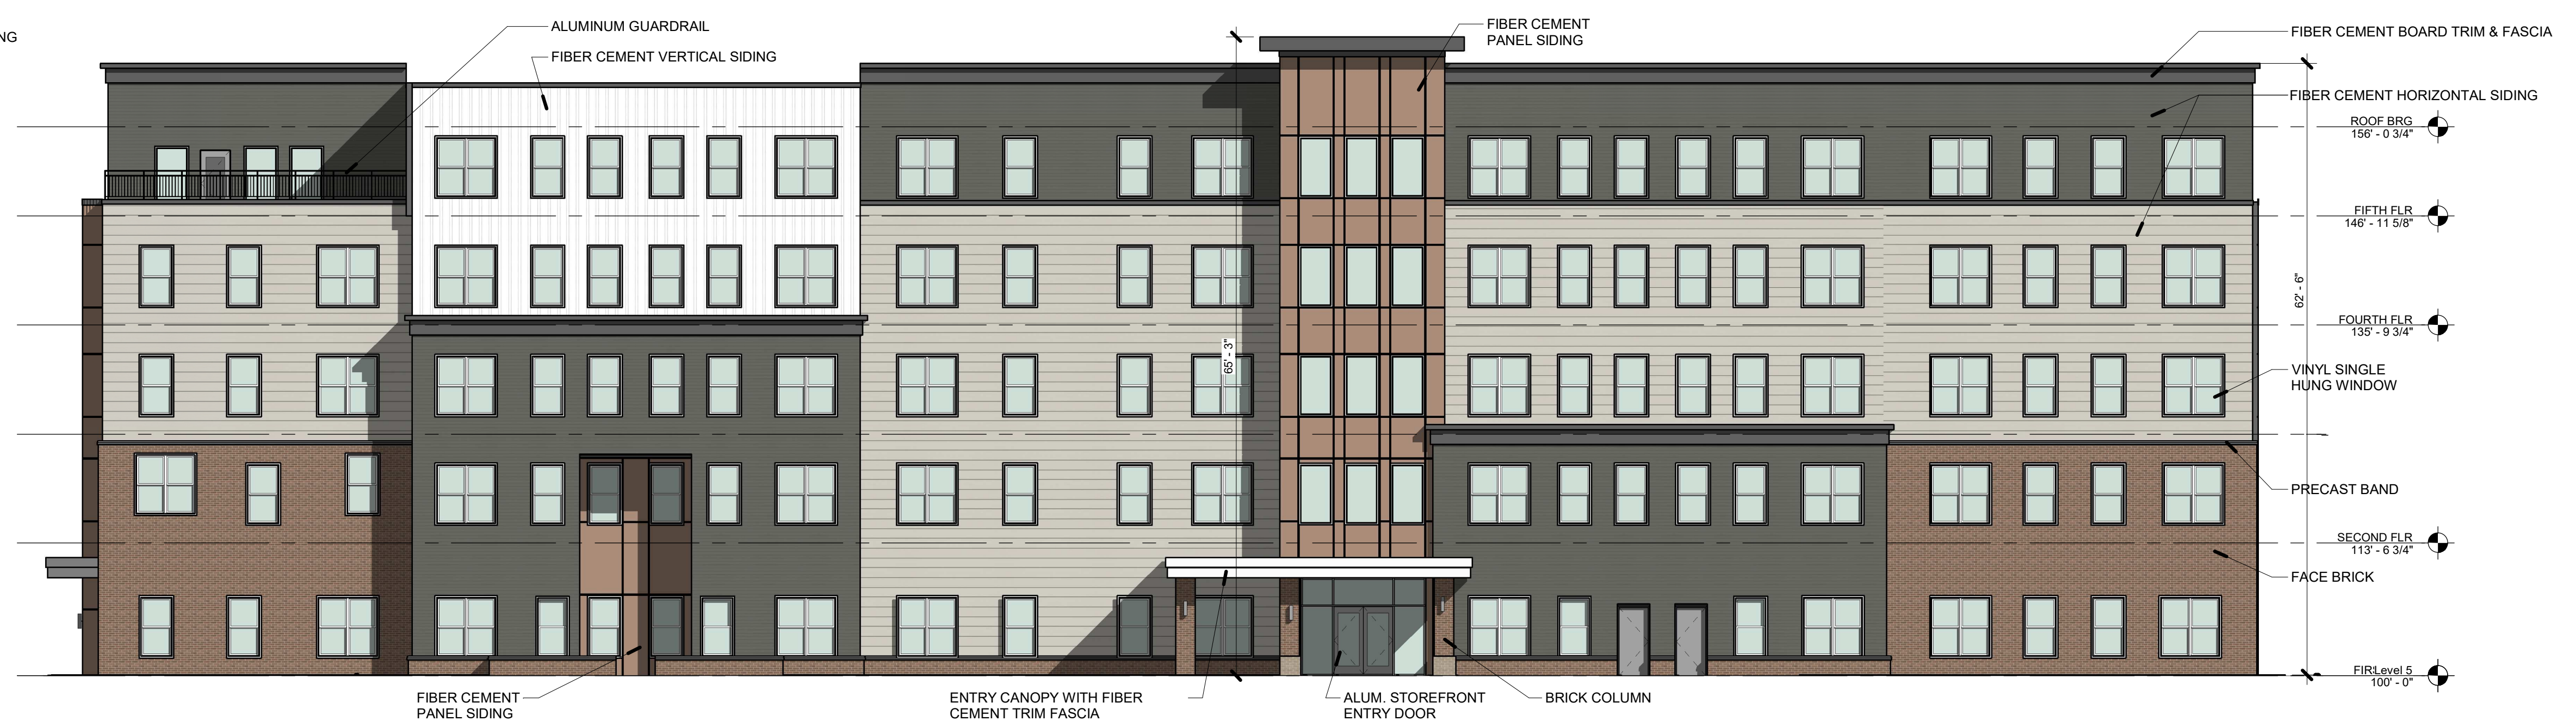 NG
ALUMINUM GUARDRAIL
FIBER CEMENT VERTICAL SIDING
FIBER CEMENT
PANEL SIDING
FIBER CEMENT BOARD TRIM & FASCIA
FIBER CEMENT HORIZONTAL SIDING
ROOF BRG
156' - 0 3/4"
FIFTH FLR
146' - 11 5/8"
62' - 6"
FOURTH FLR
135' - 9 3/4"
65' - 3"
VINYL SINGLE
HUNG WINDOW
PRECAST BAND
SECOND FLR
113' - 6 3/4"
FACE BRICK
Level 5
100' - 0"
FIBER CEMENT
PANEL SIDING
ENTRY CANOPY WITH FIBER
CEMENT TRIM FASCIA
ALUM. STOREFRONT
ENTRY DOOR
BRICK COLUMN